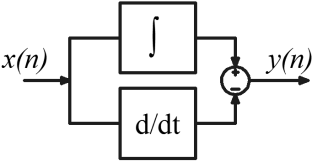 ∫
x(n)
+
−
y(n)
d/dt